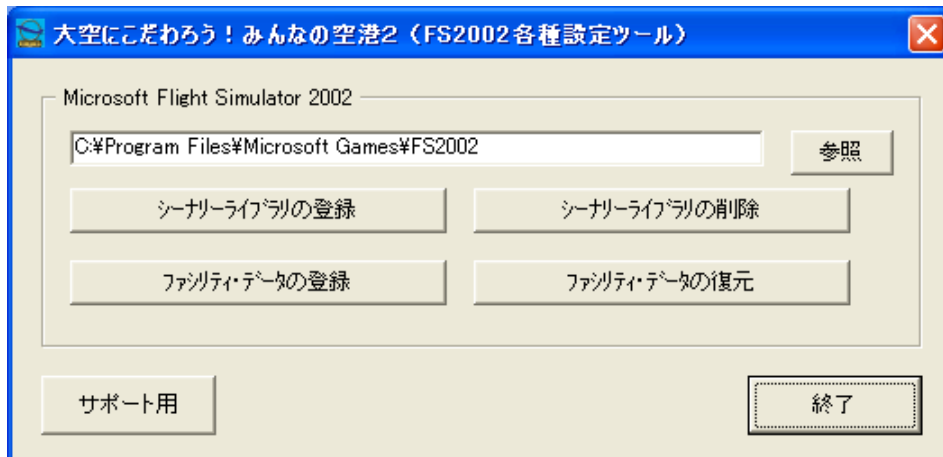 大空にこだわろう!みんなの空港2(FS2002各種設定ツール)
Microsoft Flight Simulator 2002
C:¥Program Files¥Microsoft Games¥FS2002
参照
シーナリーライブラリの登録
シーナリーライブラリの削除
ファシリティ・データの登録
ファシリティ・データの復元
サポート用
終了